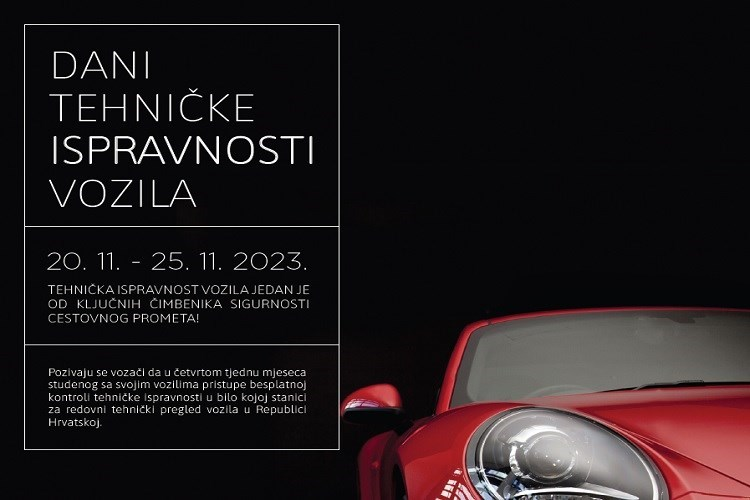 DANI
TEHNIČKE
ISPRAVNOSTI
VOZILA
20. 11. - 25. 11. 2023.
TEHNIČKA ISPRAVNOST VOZILA JEDAN JE
OD KLJUČNIH ČIMBENIKA SIGURNOSTI
CESTOVNOG PROMETA!
Pozivaju se vozači da u četvrtom tjednu mjeseca
studenog sa svojim vozilima pristupe besplatnoj
kontroli tehničke ispravnosti u bilo kojoj stanici
za redovni tehnički pregled vozila u Republici
Hrvatskoj.